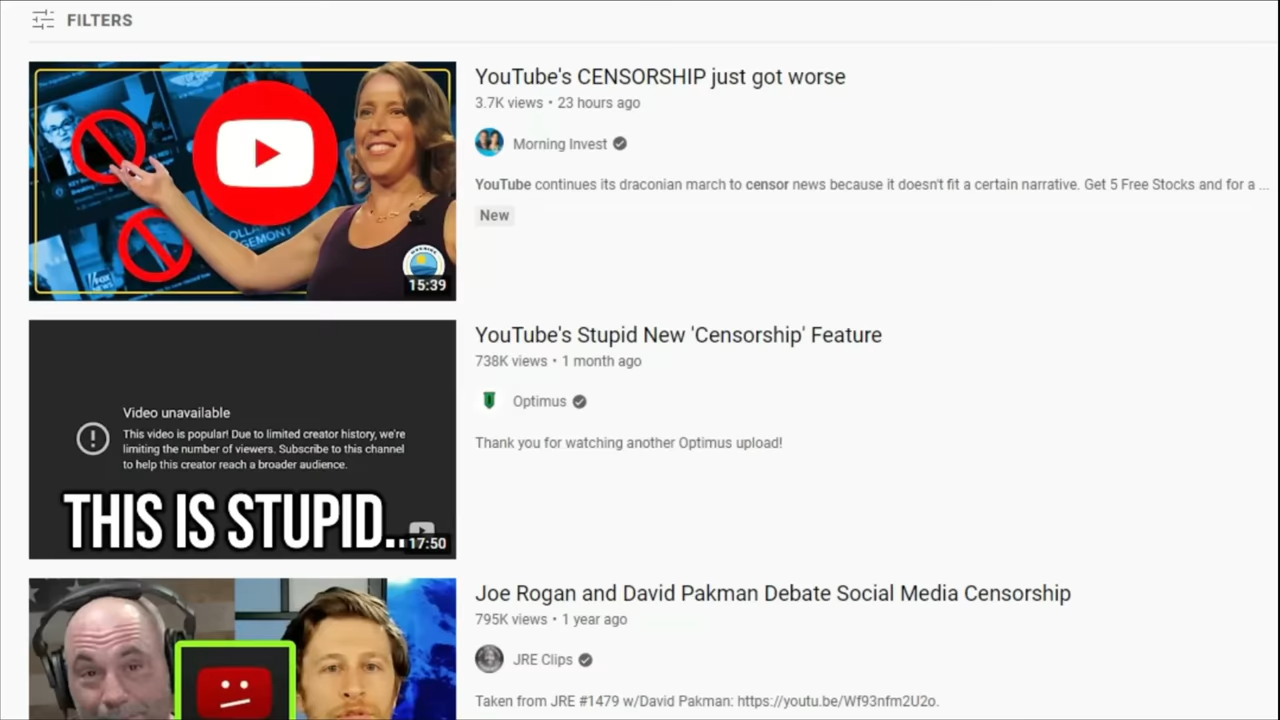 FILTERS
YouTube's CENSORSHIP just got worse
3.7K views • 23 hours ago
Morning Invest
YouTube continues its draconian march to censor news because it doesn't fit a certain narrative. Get 5 Free Stocks and for a ...
New
FOX
NEWS
15:39
YouTube's Stupid New 'Censorship' Feature
738K views • 1 month ago
Optimus
Thank you for watching another Optimus upload!
Video unavailable
This video is popular! Due to limited creator history, we're
limiting the number of viewers. Subscribe to this channel
to help this creator reach a broader audience.
THIS IS STUPID..
17:50
Joe Rogan and David Pakman Debate Social Media Censorship
795K views • 1 year ago
JRE Clips
Taken from JRE #1479 w/David Pakman: https://youtu.be/Wf93nfm2U2o.